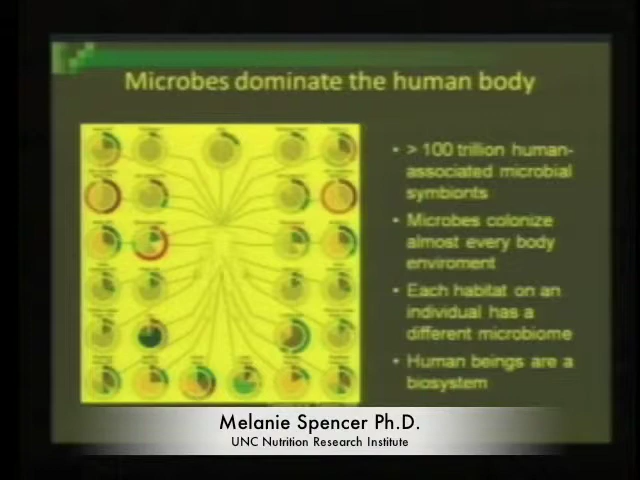 Microbes dominate the human body
• > 100 trillion human-
associated microbial
symbionts
• Microbes colonize
almost every body
enviroment
• Each habitat on an
individual has a
different microbiome
• Human beings are a
biosystem
Melanie Spencer Ph.D.
UNC Nutrition Research Institute